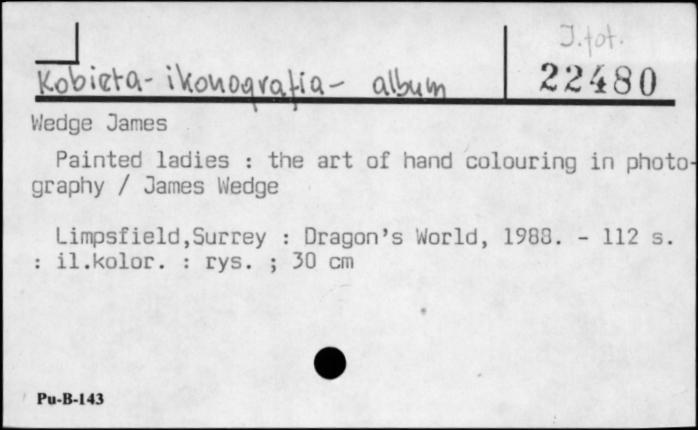 J. fot.
Kobieta - ikonografia - album
22480
Wedge James
Painted ladies : the art of hand colouring in photo-
graphy / James Wedge
Limpsfield,Surrey : Dragon's World, 1988. - 112 s.
: il.kolor. : rys. ; 30 cm
Pu-B-143